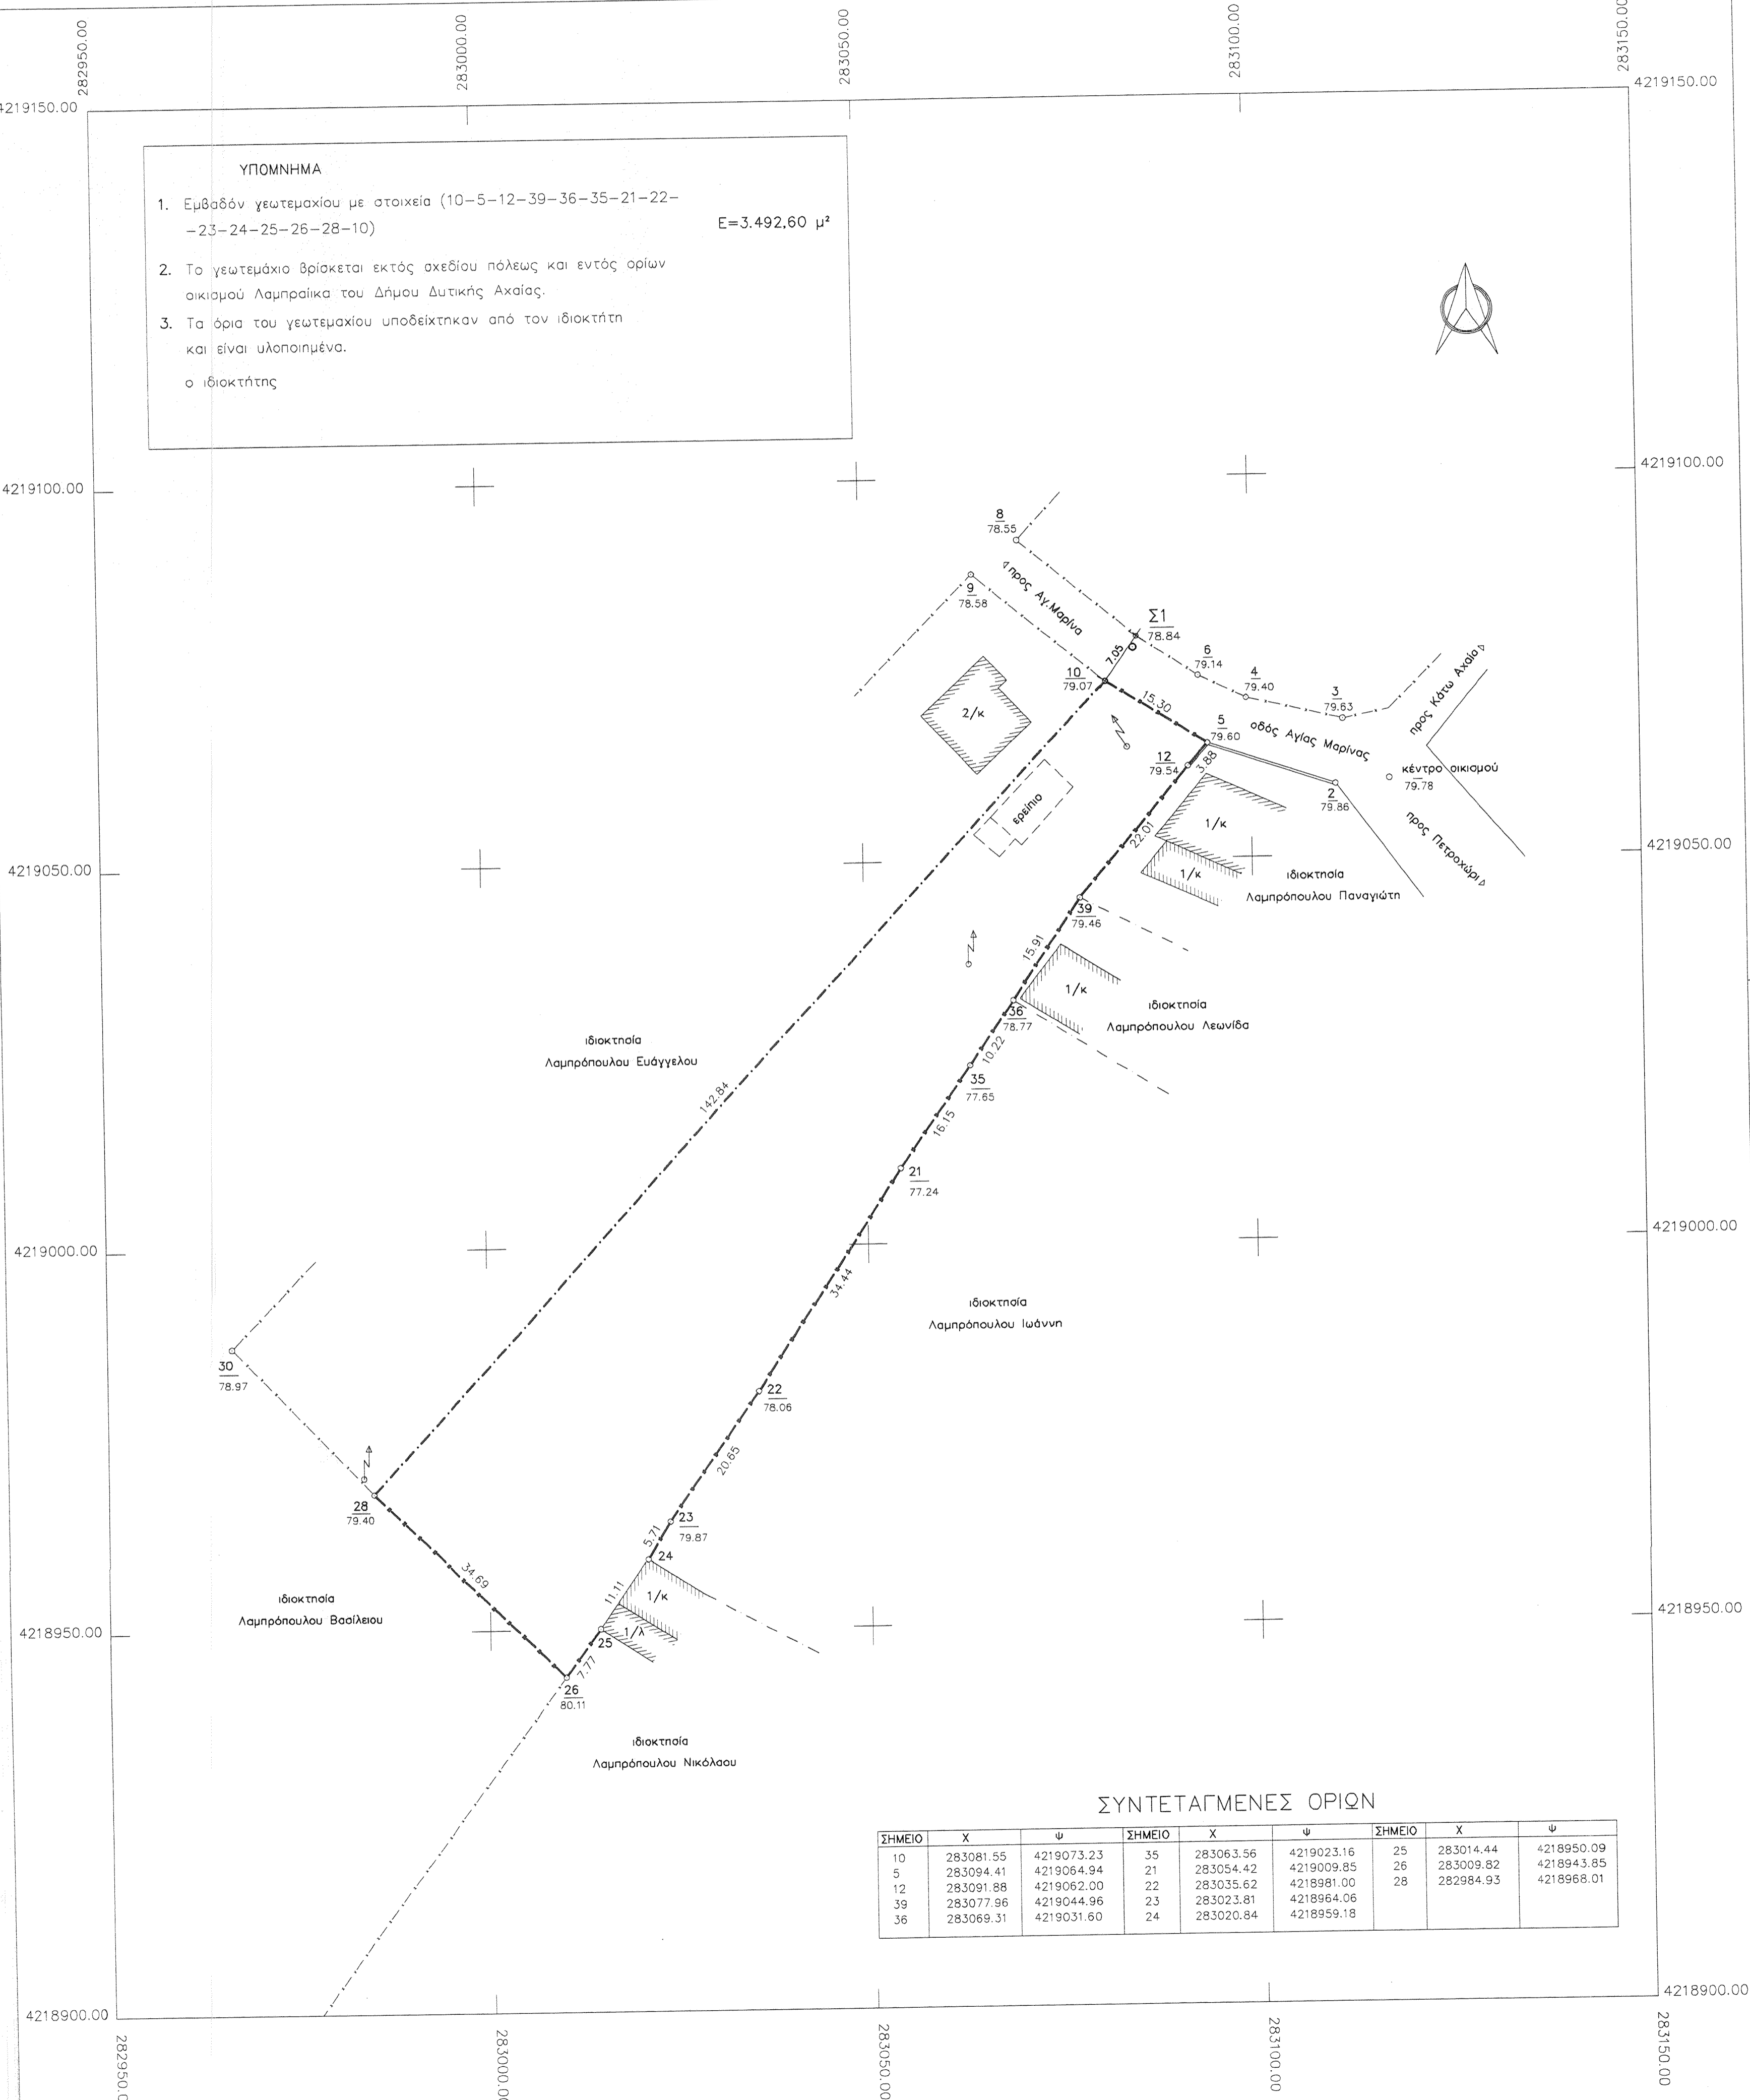 282950.00
283000.00
283050.00
283100.00
283150.00
4219150.00
4219150.00
ΥΠΟΜΝΗΜΑ
1. Εμβαδόν γεωτεμαχίου με στοιχεία (10-5-12-39-36-35-21-22-
-23-24-25-26-28-10)
Ε=3.492,60 μ²
2. Το γεωτεμάχιο βρίσκεται εκτός σχεδίου πόλεως και εντός ορίων
οικισμού Λαμπραίικα του Δήμου Δυτικής Αχαίας.
3. Τα όρια του γεωτεμαχίου υποδείχτηκαν από τον ιδιοκτήτη
και είναι υλοποιημένα.
ο ιδιοκτήτης
4219100.00
4219100.00
8
78.55
προς Αγ.Μαρίνα
9
78.58
Σ1
78.84
7.05
6
79.14
10
79.07
4
79.40
3
79.63
15.30
προς Κάτω Αχαία
2/κ
5
79.60
οδός Αγίας Μαρίνας
12
79.54
3.88
κέντρο οικισμού
79.78
2
79.86
ερείπιο
1/κ
22.01
προς Πετροχώρι
4219050.00
4219050.00
1/κ
ιδιοκτησία
Λαμπρόπουλου Παναγιώτη
39
79.46
15.91
1/κ
36
78.77
ιδιοκτησία
Λαμπρόπουλου Λεωνίδα
ιδιοκτησία
Λαμπρόπουλου Ευάγγελου
10.22
35
77.65
142.84
16.15
21
77.24
4219000.00
4219000.00
34.44
ιδιοκτησία
Λαμπρόπουλου Ιωάννη
30
78.97
22
78.06
20.65
28
79.40
23
79.87
5.71
24
34.69
11.11
1/κ
ιδιοκτησία
Λαμπρόπουλου Βασίλειου
1/λ
25
4218950.00
4218950.00
7.77
26
80.11
ιδιοκτησία
Λαμπρόπουλου Νικόλαου
ΣΥΝΤΕΤΑΓΜΕΝΕΣ ΟΡΙΩΝ
ΣΗΜΕΙΟ Χ Ψ ΣΗΜΕΙΟ Χ Ψ ΣΗΜΕΙΟ Χ Ψ
10 283081.55 4219073.23 35 283063.56 4219023.16 25 283014.44 4218950.09
5 283094.41 4219064.94 21 283054.42 4219009.85 26 283009.82 4218943.85
12 283091.88 4219062.00 22 283035.62 4218981.00 28 282984.93 4218968.01
39 283077.96 4219044.96 23 283023.81 4218964.06
36 283069.31 4219031.60 24 283020.84 4218959.18
4218900.00
4218900.00
282950.0
283000.00
283050.00
283100.00
283150.00